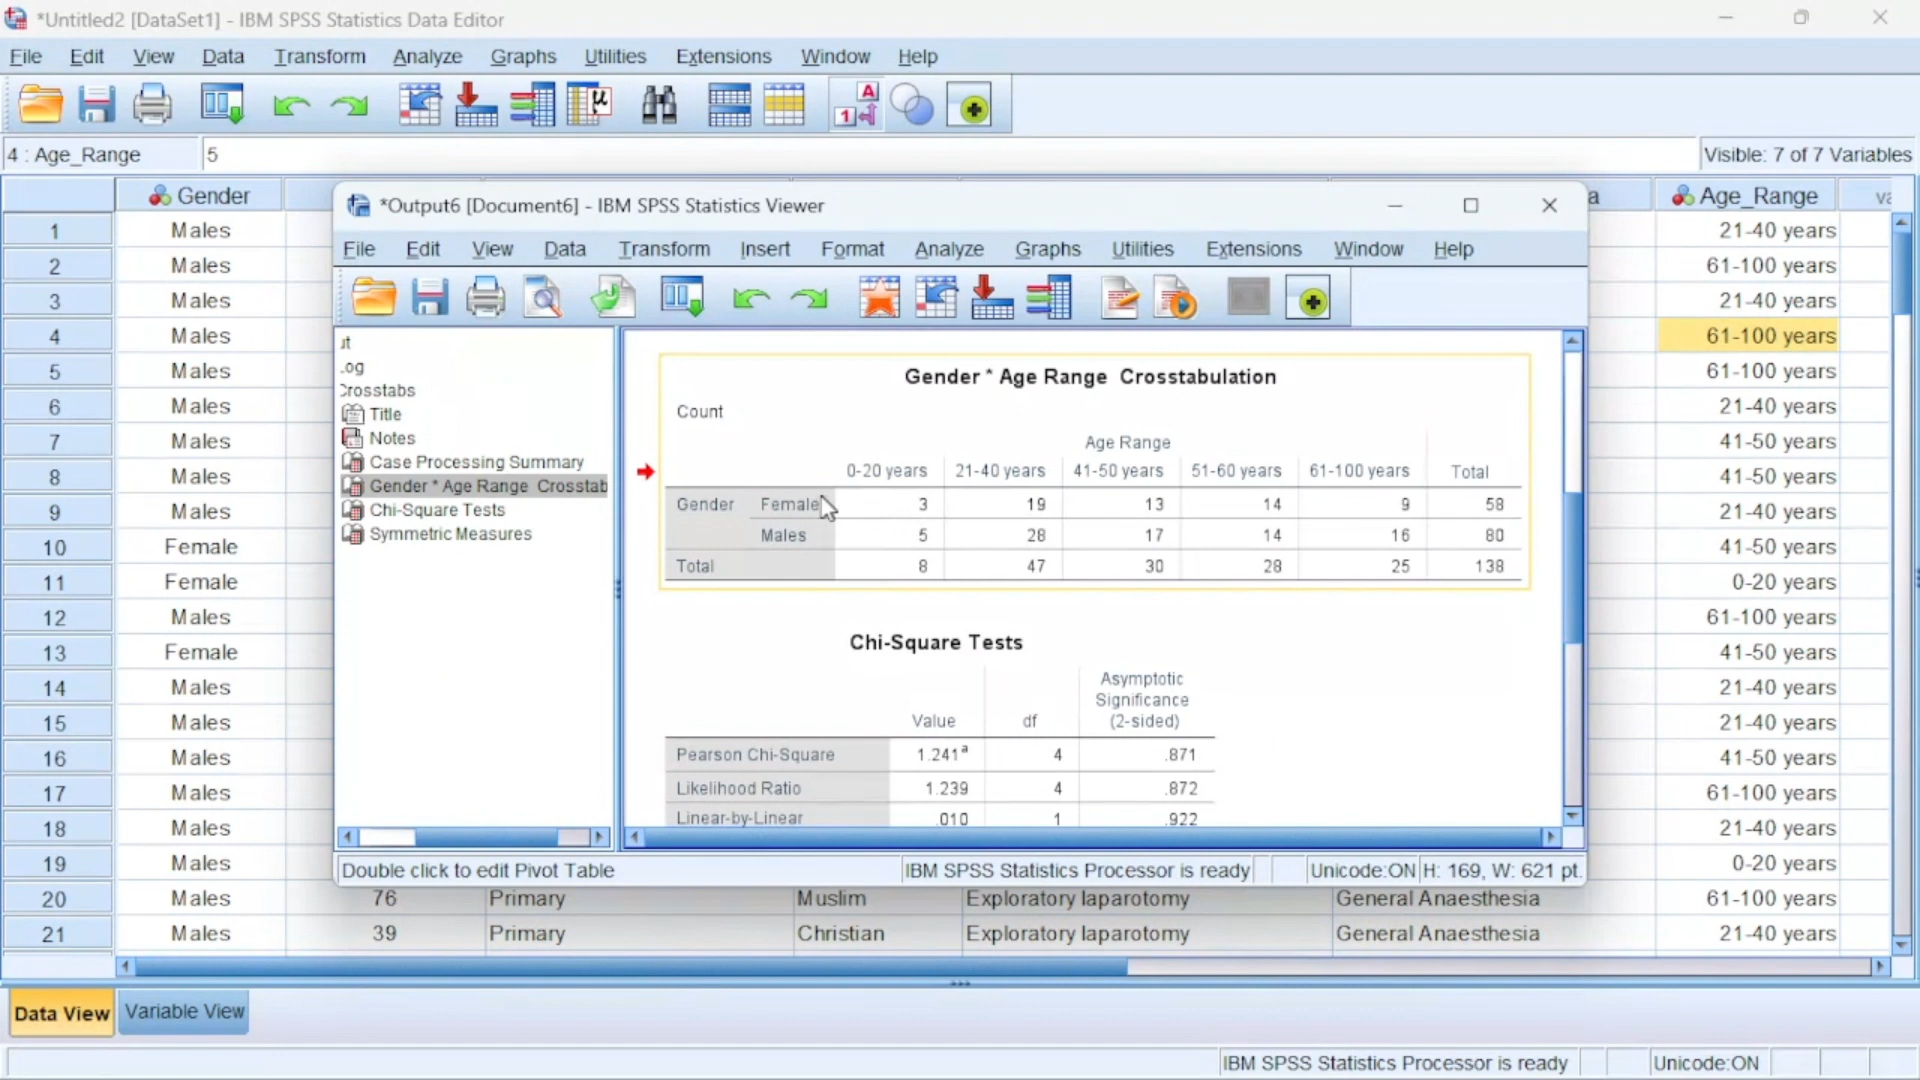 *Untitled2 [DataSet1] - IBM SPSS Statistics Data Editor
File Edit View Data Transform Analyze Graphs Utilities Extensions Window Help
4 : Age_Range 5 Visible: 7 of 7 Variables
Gender Age_Range
1 Males 21-40 years
2 Males 61-100 years
3 Males 21-40 years
4 Males 61-100 years
5 Males 61-100 years
6 Males 21-40 years
7 Males 41-50 years
8 Males 41-50 years
9 Males 21-40 years
10 Female 41-50 years
11 Female 0-20 years
12 Males 61-100 years
13 Female 41-50 years
14 Males 21-40 years
15 Males 21-40 years
16 Males 41-50 years
17 Males 61-100 years
18 Males 21-40 years
19 Males 0-20 years
20 Males 76 Primary Muslim Exploratory laparotomy General Anaesthesia 61-100 years
21 Males 39 Primary Christian Exploratory laparotomy General Anaesthesia 21-40 years
*Output6 [Document6] - IBM SPSS Statistics Viewer
File Edit View Data Transform Insert Format Analyze Graphs Utilities Extensions Window Help
Title
Notes
Case Processing Summary
Gender * Age Range Crosstab
Chi-Square Tests
Symmetric Measures
Gender * Age Range Crosstabulation
Count
Age Range
0-20 years 21-40 years 41-50 years 51-60 years 61-100 years Total
Gender Female 3 19 13 14 9 58
Males 5 28 17 14 16 80
Total 8 47 30 28 25 138
Chi-Square Tests
Value df Asymptotic Significance (2-sided)
Pearson Chi-Square 1.241a 4 .871
Likelihood Ratio 1.239 4 .872
Linear-by-Linear .010 1 .922
Double click to edit Pivot Table IBM SPSS Statistics Processor is ready Unicode:ON H: 169, W: 621 pt.
Data View Variable View
IBM SPSS Statistics Processor is ready Unicode:ON